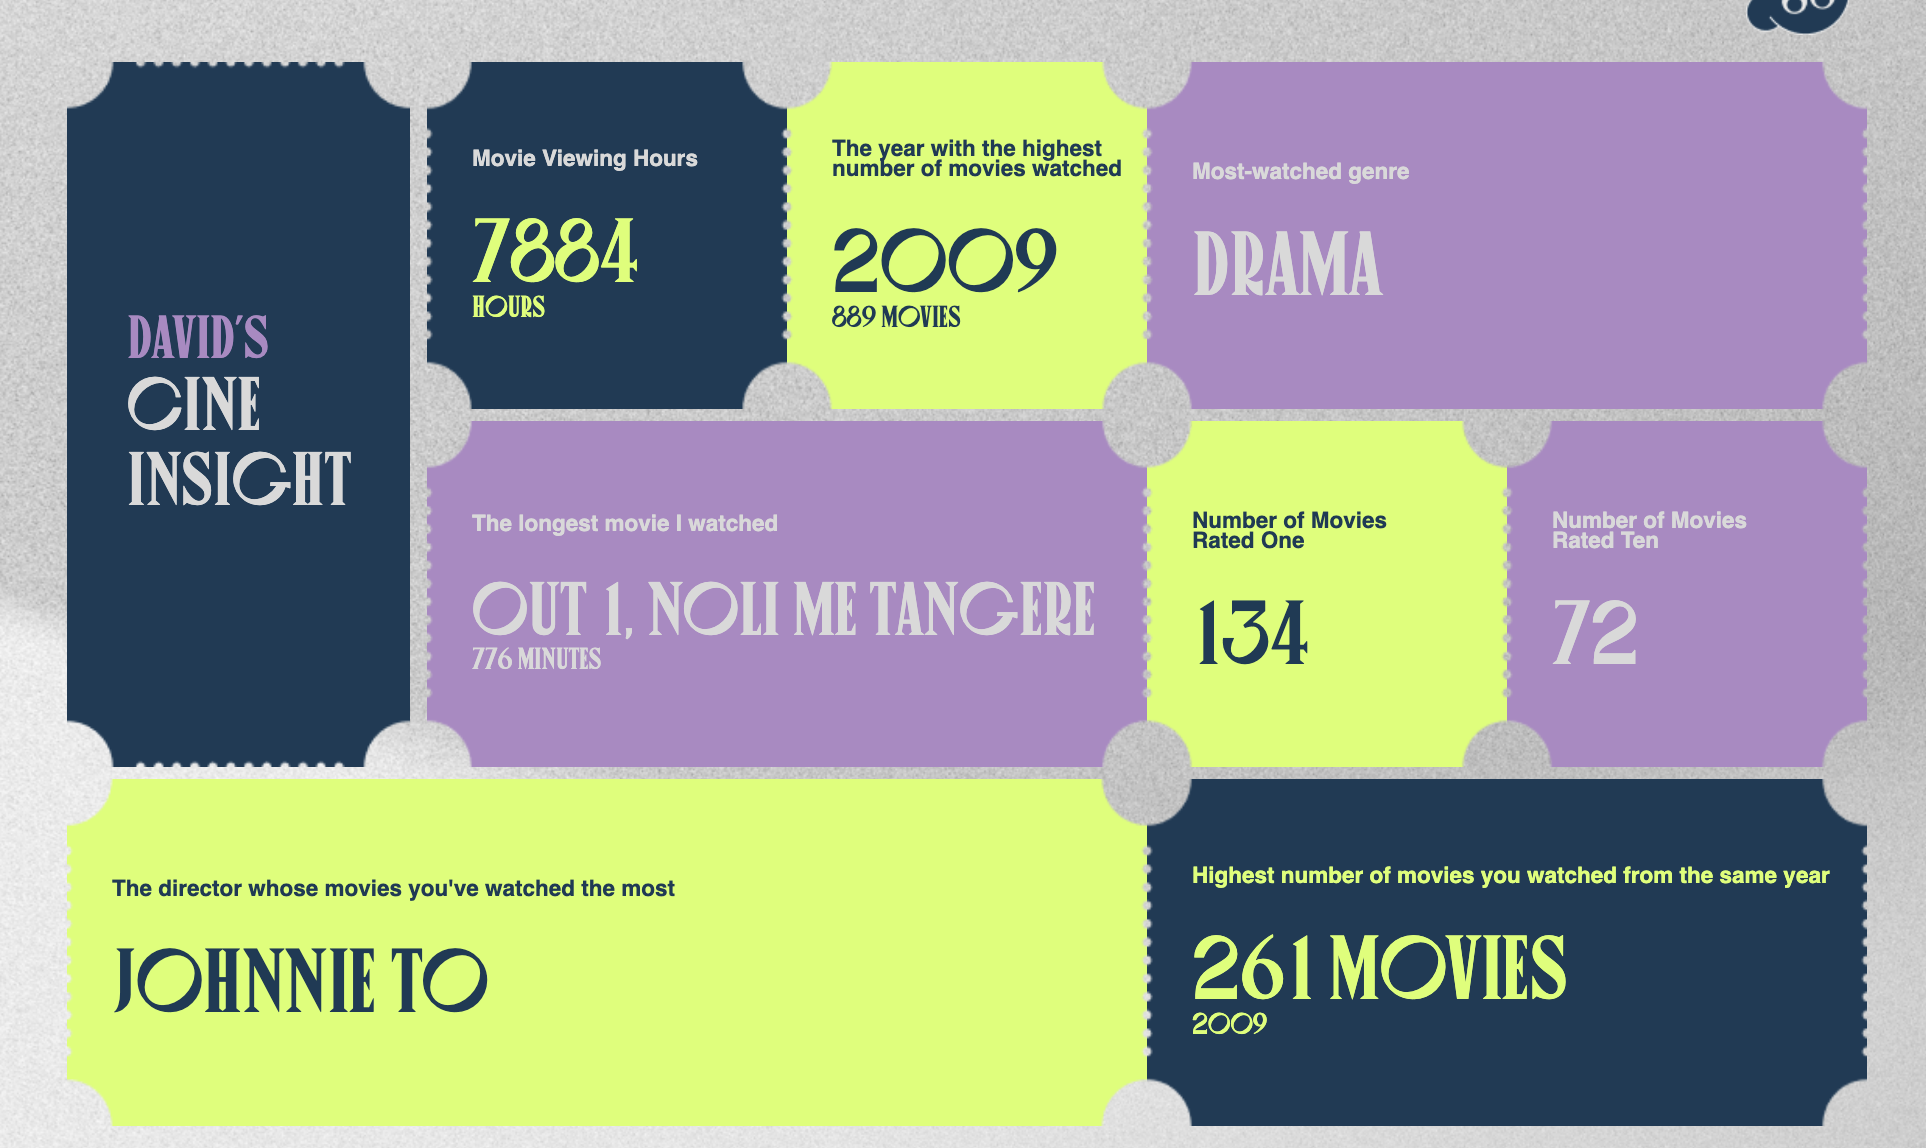 DAVID'S
CINE
INSIGHT
Movie Viewing Hours
7884
HOURS
The year with the highest
number of movies watched
2009
889 MOVIES
Most-watched genre
DRAMA
The longest movie I watched
OUT 1, NOLI ME TANGERE
776 MINUTES
Number of Movies
Rated One
134
Number of Movies
Rated Ten
72
The director whose movies you've watched the most
JOHNNIE TO
Highest number of movies you watched from the same year
261 MOVIES
2009